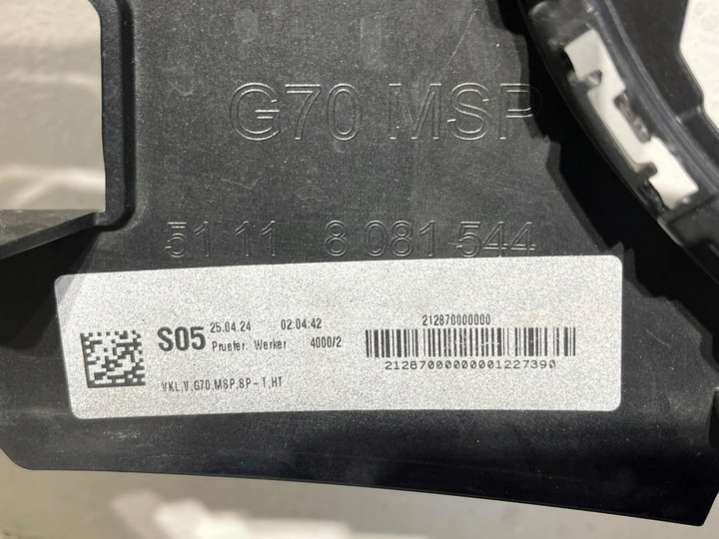 G70 MSP
51 11 8 081 544
S05 25.04.24 02:04:42
Pruefer. Werker 4000/2
212870000000
21287000000001227390
VKL,V,G70,MSP,SP-T,HT